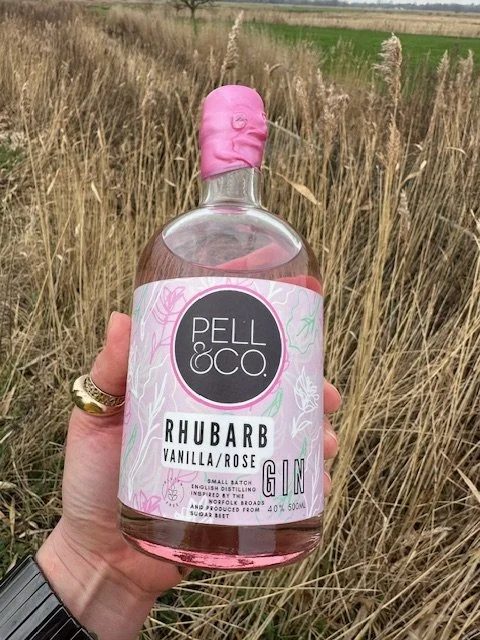 PELL
&CO.
RHUBARB
VANILLA/ROSE
GIN
SMALL BATCH
ENGLISH DISTILLING
INSPIRED BY THE
NORFOLK BROADS
AND PRODUCED FROM
SUGAR BEET
40% 500ML